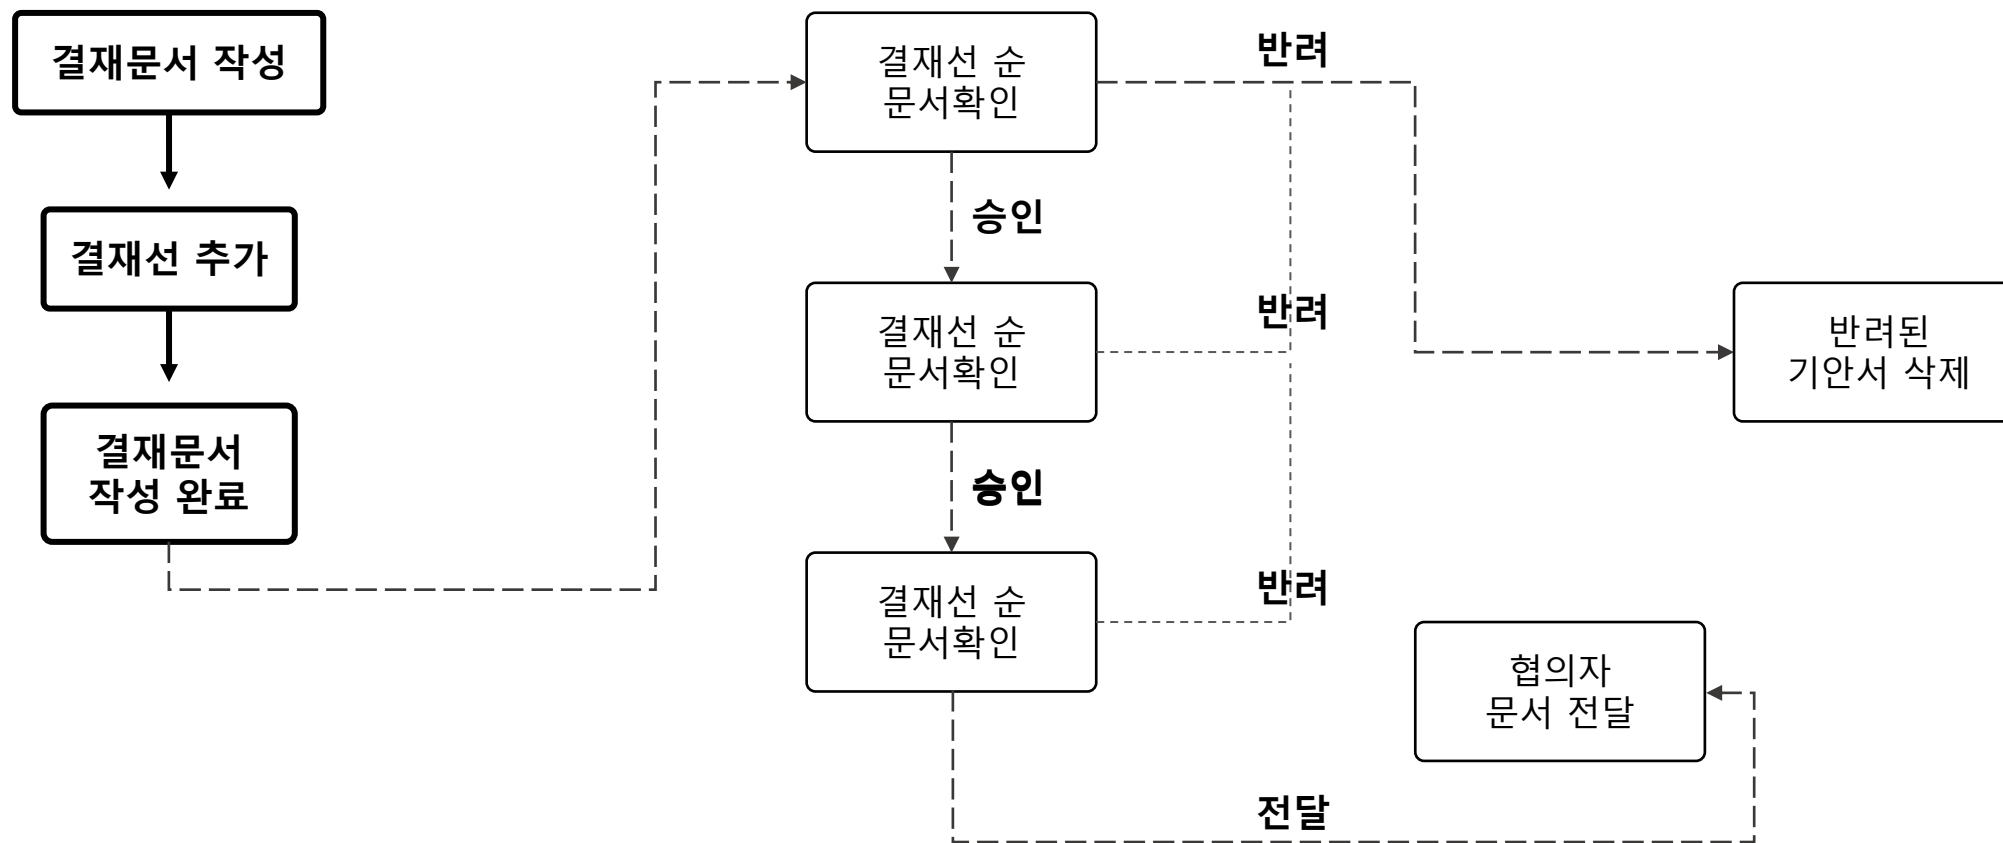 결재문서 작성
결재선 추가
결재문서
작성 완료
결재선 순
문서확인
반려
승인
결재선 순
문서확인
반려
승인
결재선 순
문서확인
반려
반려된
기안서 삭제
협의자
문서 전달
전달